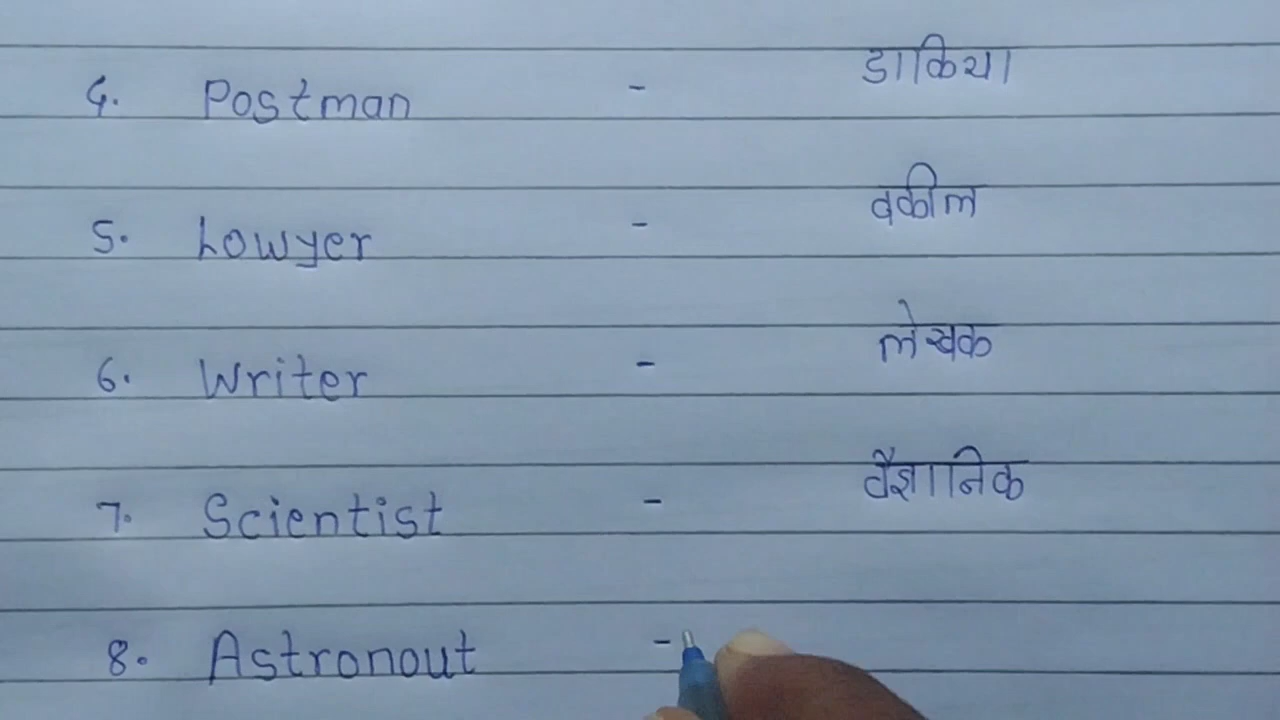 4. Postman - डाकिया
5. Lowyer - वकील
6. Writer - लेखक
7. Scientist - वैज्ञानिक
8. Astronout -